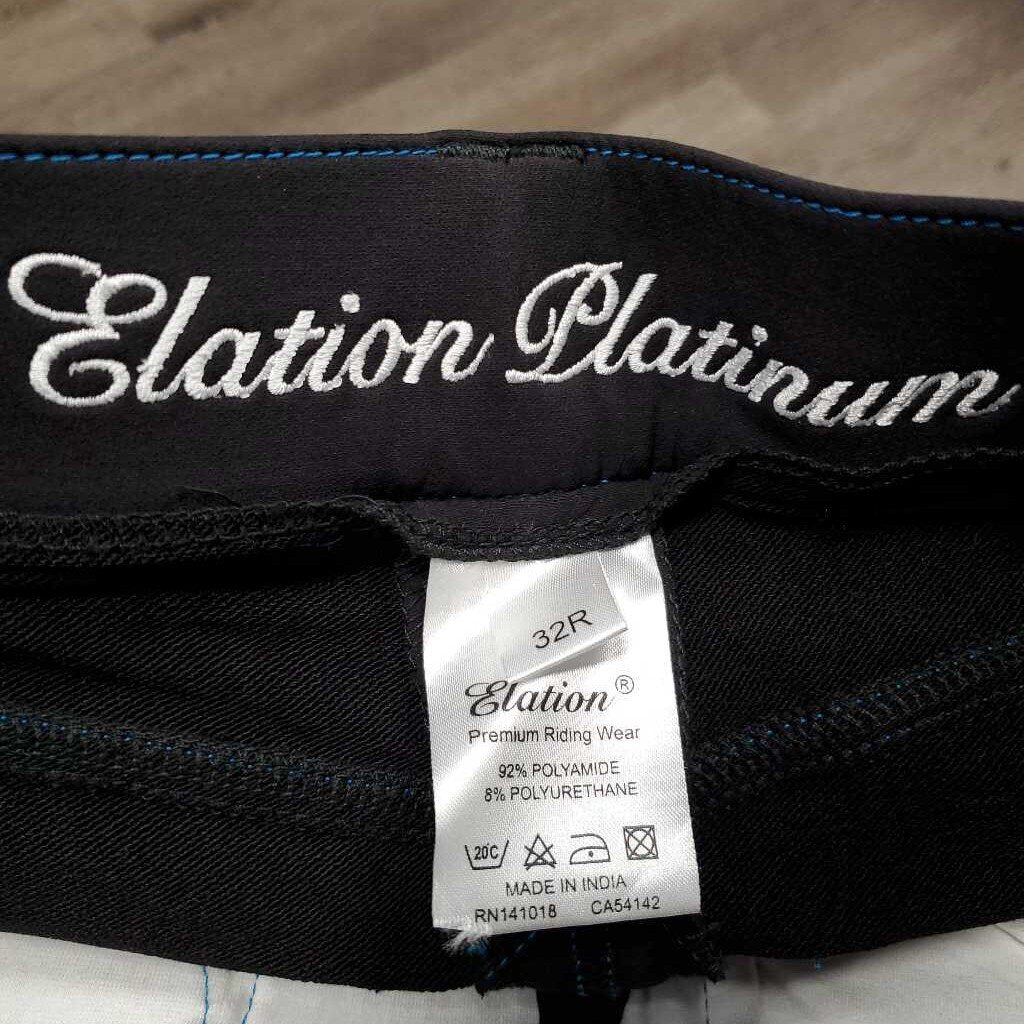 Elation Platinum
32R
Elation®
Premium Riding Wear
92% POLYAMIDE
8% POLYURETHANE
20C
MADE IN INDIA
RN141018 CA54142